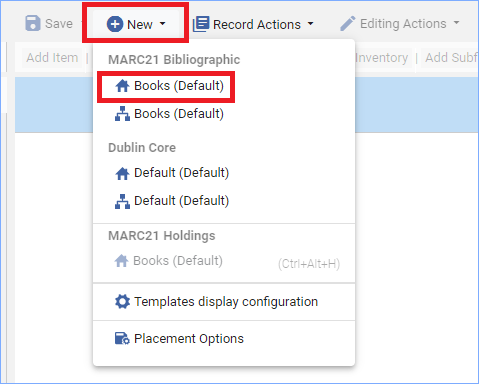 Save New Record Actions Editing Actions
Add Item Inventory Add Subf
MARC21 Bibliographic
Books (Default)
Books (Default)
Dublin Core
Default (Default)
Default (Default)
MARC21 Holdings
Books (Default) (Ctrl+Alt+H)
Templates display configuration
Placement Options